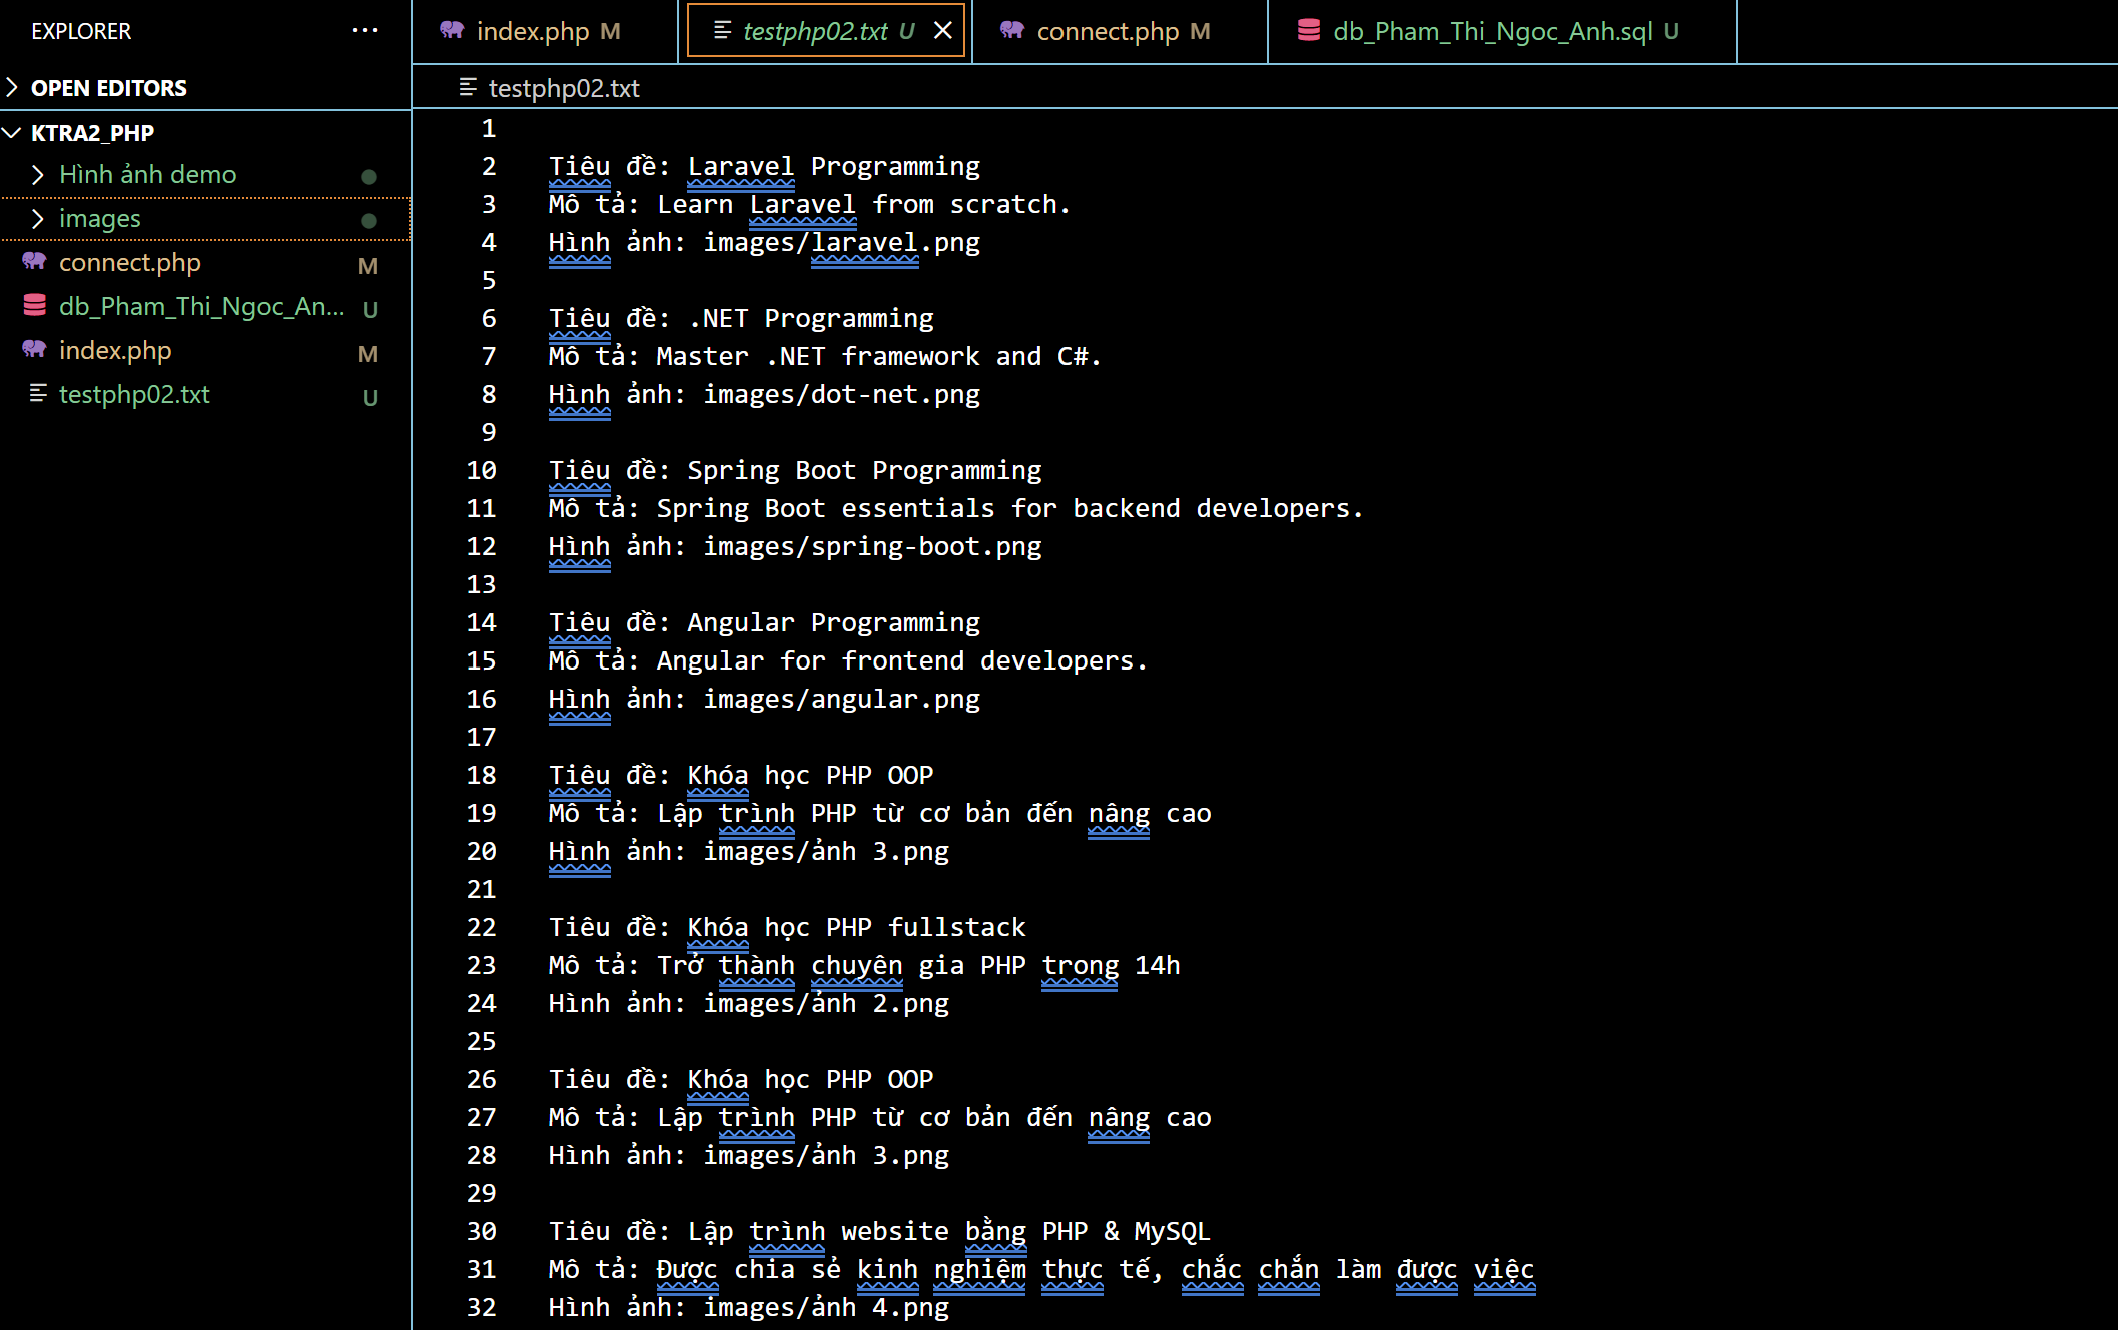 EXPLORER
···
OPEN EDITORS
KTRA2_PHP
Hình ảnh demo
images
connect.php M
db_Pham_Thi_Ngoc_An... U
index.php M
testphp02.txt U
index.php M
testphp02.txt U
connect.php M
db_Pham_Thi_Ngoc_Anh.sql U
testphp02.txt
1
2 Tiêu đề: Laravel Programming
3 Mô tả: Learn Laravel from scratch.
4 Hình ảnh: images/laravel.png
5
6 Tiêu đề: .NET Programming
7 Mô tả: Master .NET framework and C#.
8 Hình ảnh: images/dot-net.png
9
10 Tiêu đề: Spring Boot Programming
11 Mô tả: Spring Boot essentials for backend developers.
12 Hình ảnh: images/spring-boot.png
13
14 Tiêu đề: Angular Programming
15 Mô tả: Angular for frontend developers.
16 Hình ảnh: images/angular.png
17
18 Tiêu đề: Khóa học PHP OOP
19 Mô tả: Lập trình PHP từ cơ bản đến nâng cao
20 Hình ảnh: images/ảnh 3.png
21
22 Tiêu đề: Khóa học PHP fullstack
23 Mô tả: Trở thành chuyên gia PHP trong 14h
24 Hình ảnh: images/ảnh 2.png
25
26 Tiêu đề: Khóa học PHP OOP
27 Mô tả: Lập trình PHP từ cơ bản đến nâng cao
28 Hình ảnh: images/ảnh 3.png
29
30 Tiêu đề: Lập trình website bằng PHP & MySQL
31 Mô tả: Được chia sẻ kinh nghiệm thực tế, chắc chắn làm được việc
32 Hình ảnh: images/ảnh 4.png